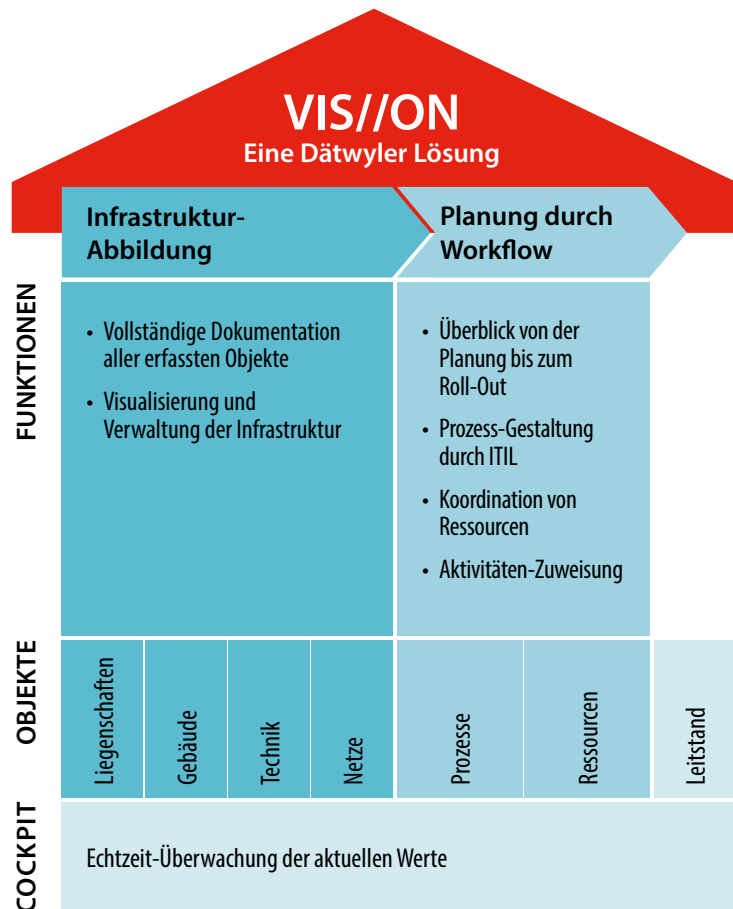 VIS//ON
Eine Dätwyler Lösung
Infrastruktur-
Abbildung
Planung durch
Workflow
FUNKTIONEN
• Vollständige Dokumentation
aller erfassten Objekte
• Visualisierung und
Verwaltung der Infrastruktur
• Überblick von der
Planung bis zum
Roll-Out
• Prozess-Gestaltung
durch ITIL
• Koordination von
Ressourcen
• Aktivitäten-Zuweisung
OBJEKTE
Liegenschaften
Gebäude
Technik
Netze
Prozesse
Ressourcen
Leitstand
COCKPIT
Echtzeit-Überwachung der aktuellen Werte